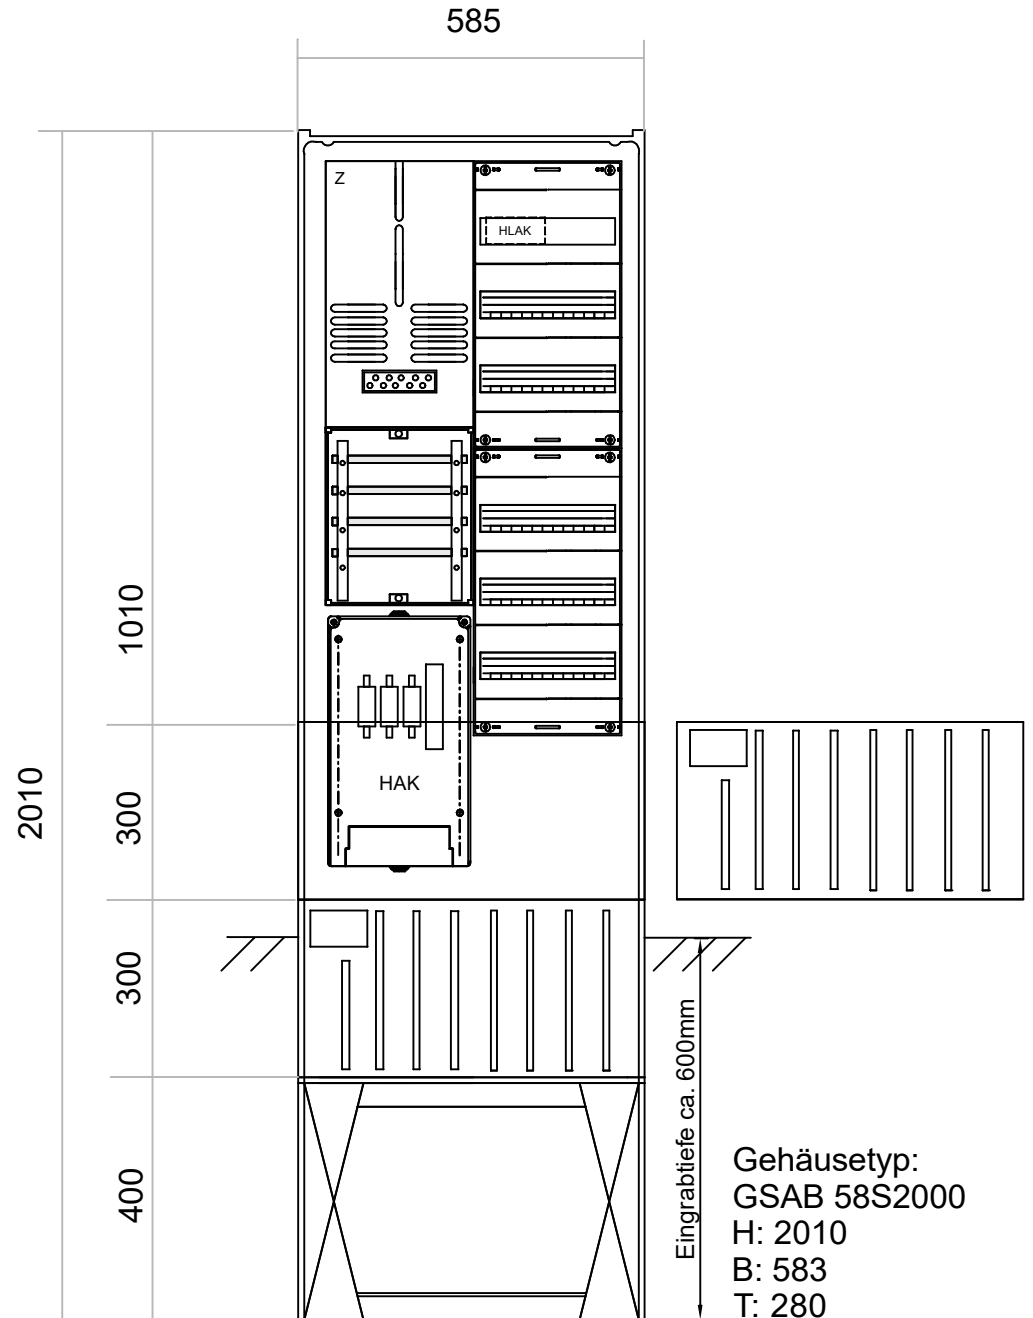 585
Z
HLAK
1010
2010
HAK
300
300
400
Eingrabtiefe ca. 600mm
Gehäusetyp:
GSAB 58S2000
H: 2010
B: 583
T: 280